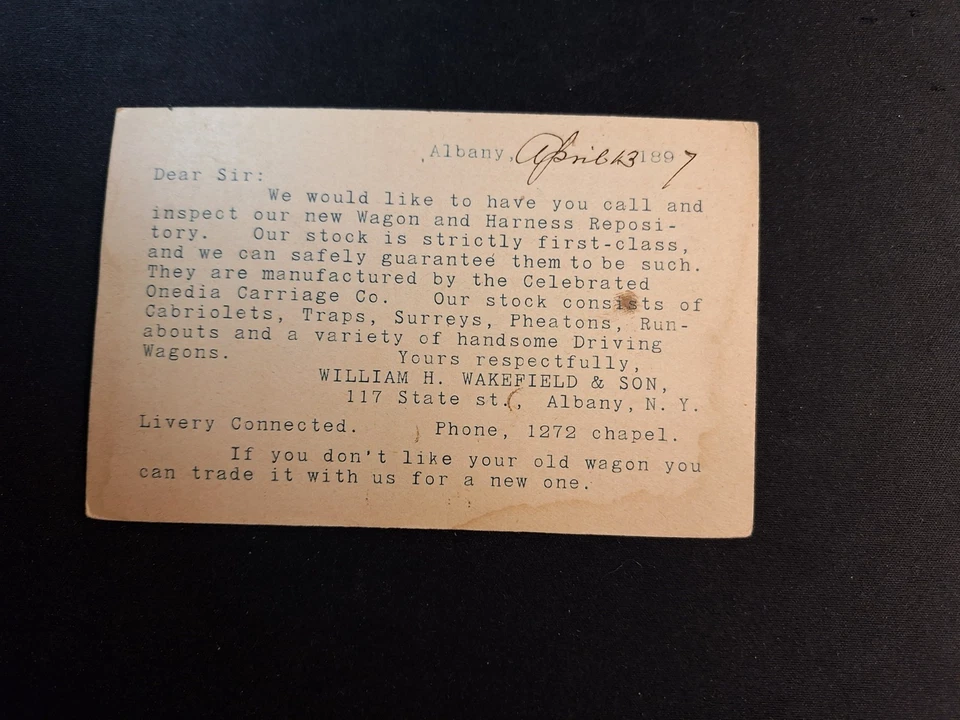 Albany, April 13 1897
Dear Sir:
We would like to have you call and
inspect our new Wagon and Harness Reposi-
tory. Our stock is strictly first-class,
and we can safely guarantee them to be such.
They are manufactured by the Celebrated
Onedia Carriage Co. Our stock consists of
Cabriolets, Traps, Surreys, Pheatons, Run-
abouts and a variety of handsome Driving
Wagons. Yours respectfully,
WILLIAM H. WAKEFIELD & SON,
117 State st., Albany, N. Y.
Livery Connected. Phone, 1272 chapel.
If you don't like your old wagon you
can trade it with us for a new one.